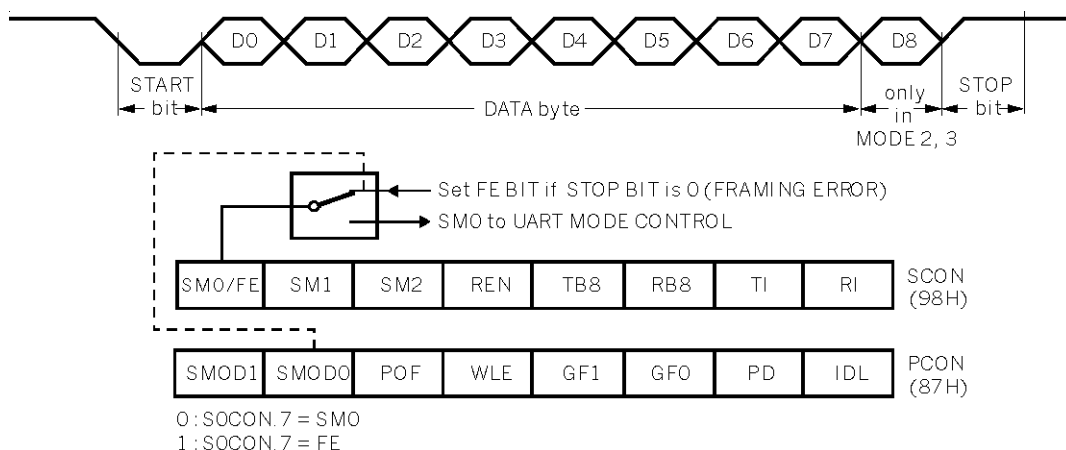 D0 D1 D2 D3 D4 D5 D6 D7 D8
START bit
DATA byte
only in MODE 2, 3
STOP bit
Set FE BIT if STOP BIT is 0 (FRAMING ERROR)
SM0 to UART MODE CONTROL
SM0/FE SM1 SM2 REN TB8 RB8 TI RI
SCON (98H)
SMOD1 SMOD0 POF WLE GF1 GF0 PD IDL
PCON (87H)
0 : S0CON.7 = SM0
1 : S0CON.7 = FE